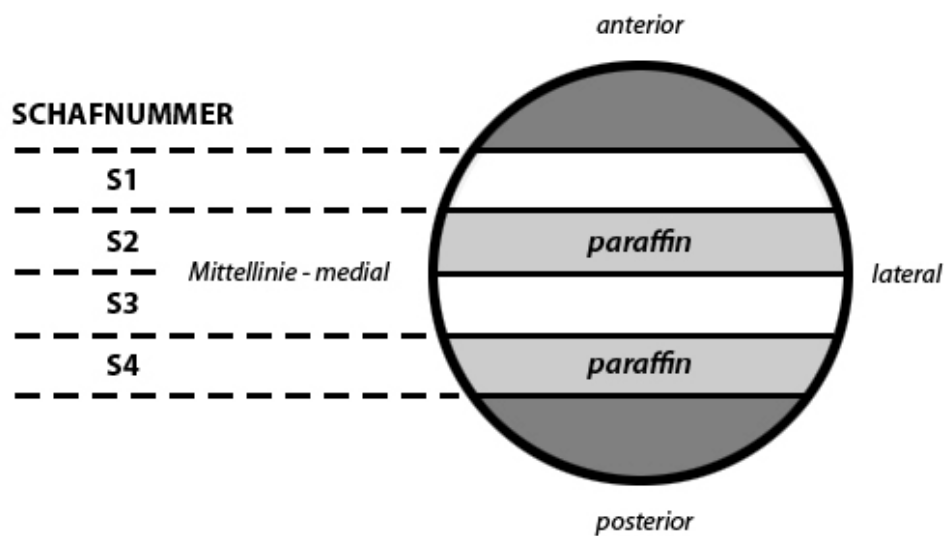 anterior
SCHAFNUMMER
S1
S2
paraffin
Mittellinie - medial
lateral
S3
S4
paraffin
posterior